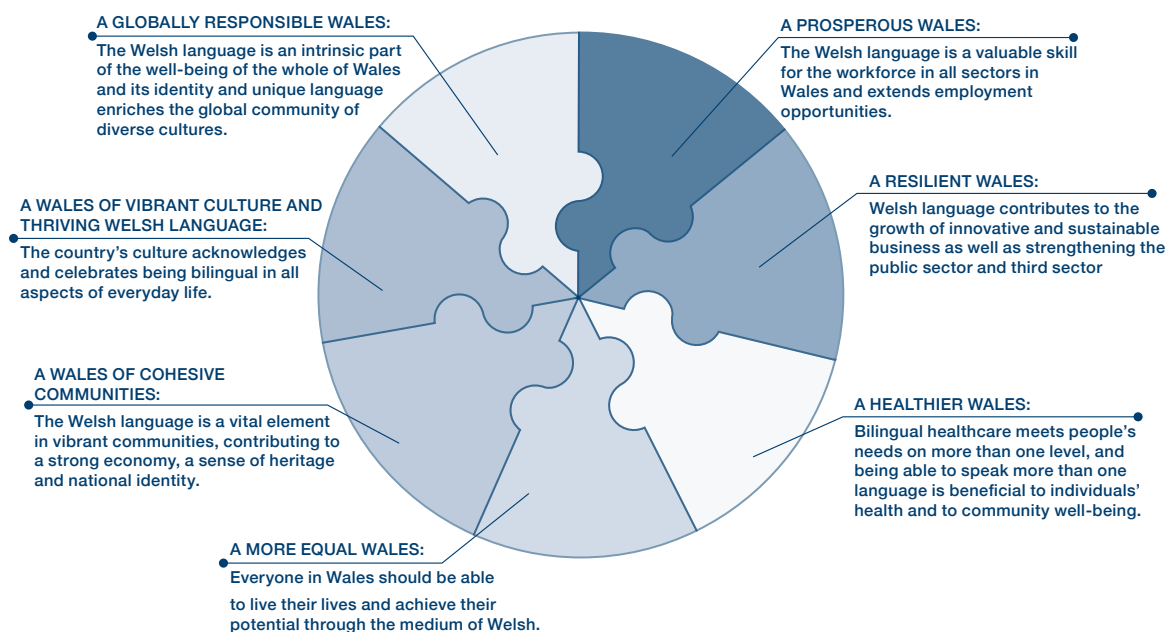 A GLOBALLY RESPONSIBLE WALES:
The Welsh language is an intrinsic part
of the well-being of the whole of Wales
and its identity and unique language
enriches the global community of
diverse cultures.
A PROSPEROUS WALES:
The Welsh language is a valuable skill
for the workforce in all sectors in
Wales and extends employment
opportunities.
A RESILIENT WALES:
Welsh language contributes to the
growth of innovative and sustainable
business as well as strengthening the
public sector and third sector
A WALES OF VIBRANT CULTURE AND
THRIVING WELSH LANGUAGE:
The country’s culture acknowledges
and celebrates being bilingual in all
aspects of everyday life.
A WALES OF COHESIVE
COMMUNITIES:
The Welsh language is a vital element
in vibrant communities, contributing to
a strong economy, a sense of heritage
and national identity.
A HEALTHIER WALES:
Bilingual healthcare meets people’s
needs on more than one level, and
being able to speak more than one
language is beneficial to individuals’
health and to community well-being.
A MORE EQUAL WALES:
Everyone in Wales should be able
to live their lives and achieve their
potential through the medium of Welsh.